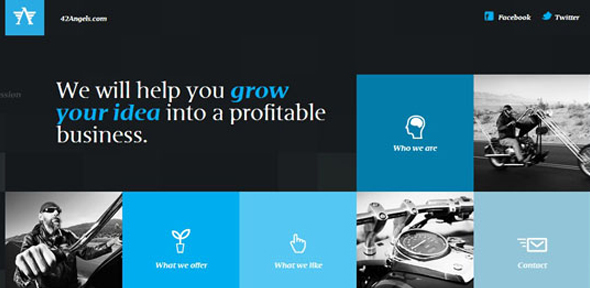 42Angels.com
Facebook
Twitter
ssion
We will help you grow
your idea into a profitable
business.
Who we are
What we offer
What we like
Contact